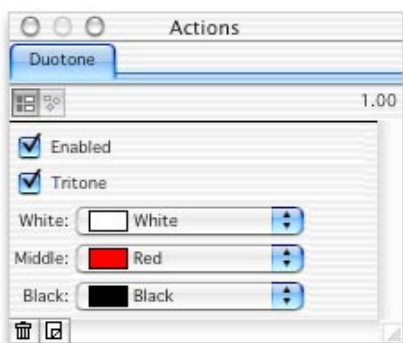 Actions
Duotone
1.00
Enabled
Tritone
White: White
Middle: Red
Black: Black